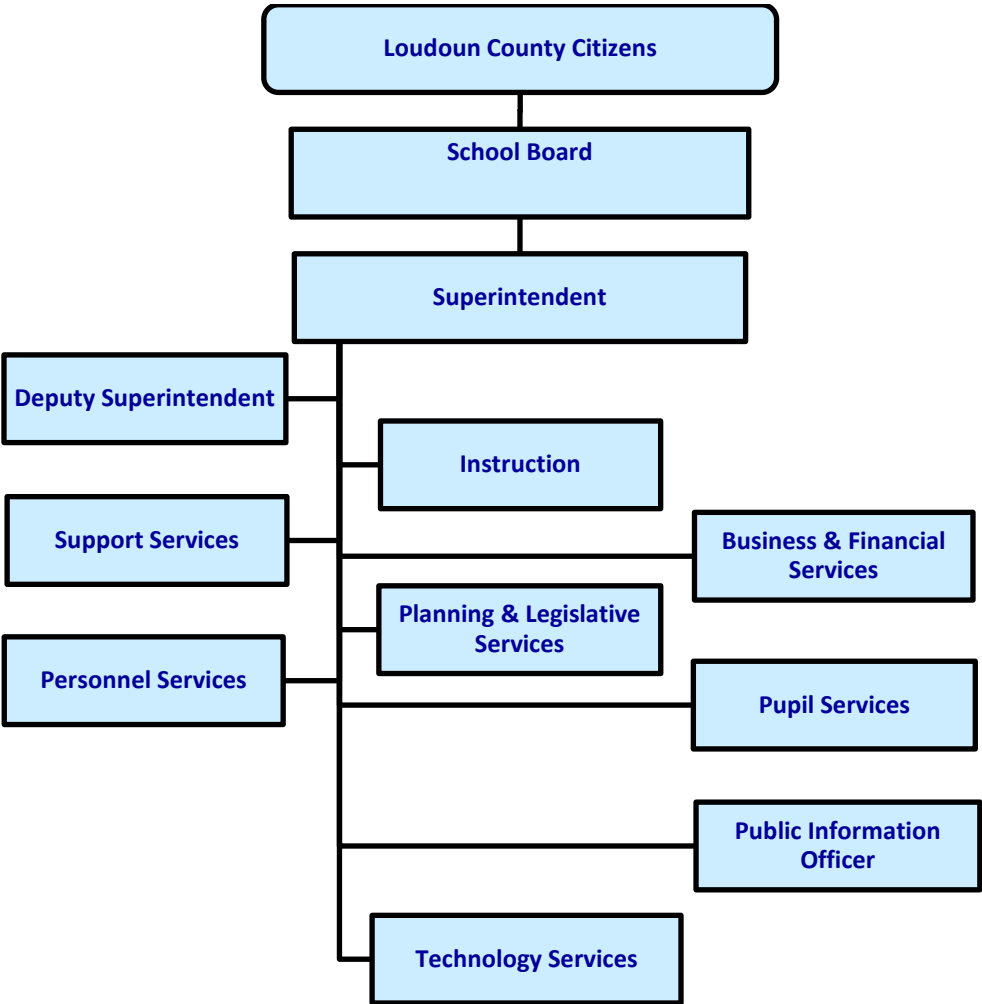 Loudoun County Citizens
School Board
Superintendent
Deputy Superintendent
Instruction
Support Services
Business & Financial
Services
Planning & Legislative
Services
Personnel Services
Pupil Services
Public Information
Officer
Technology Services